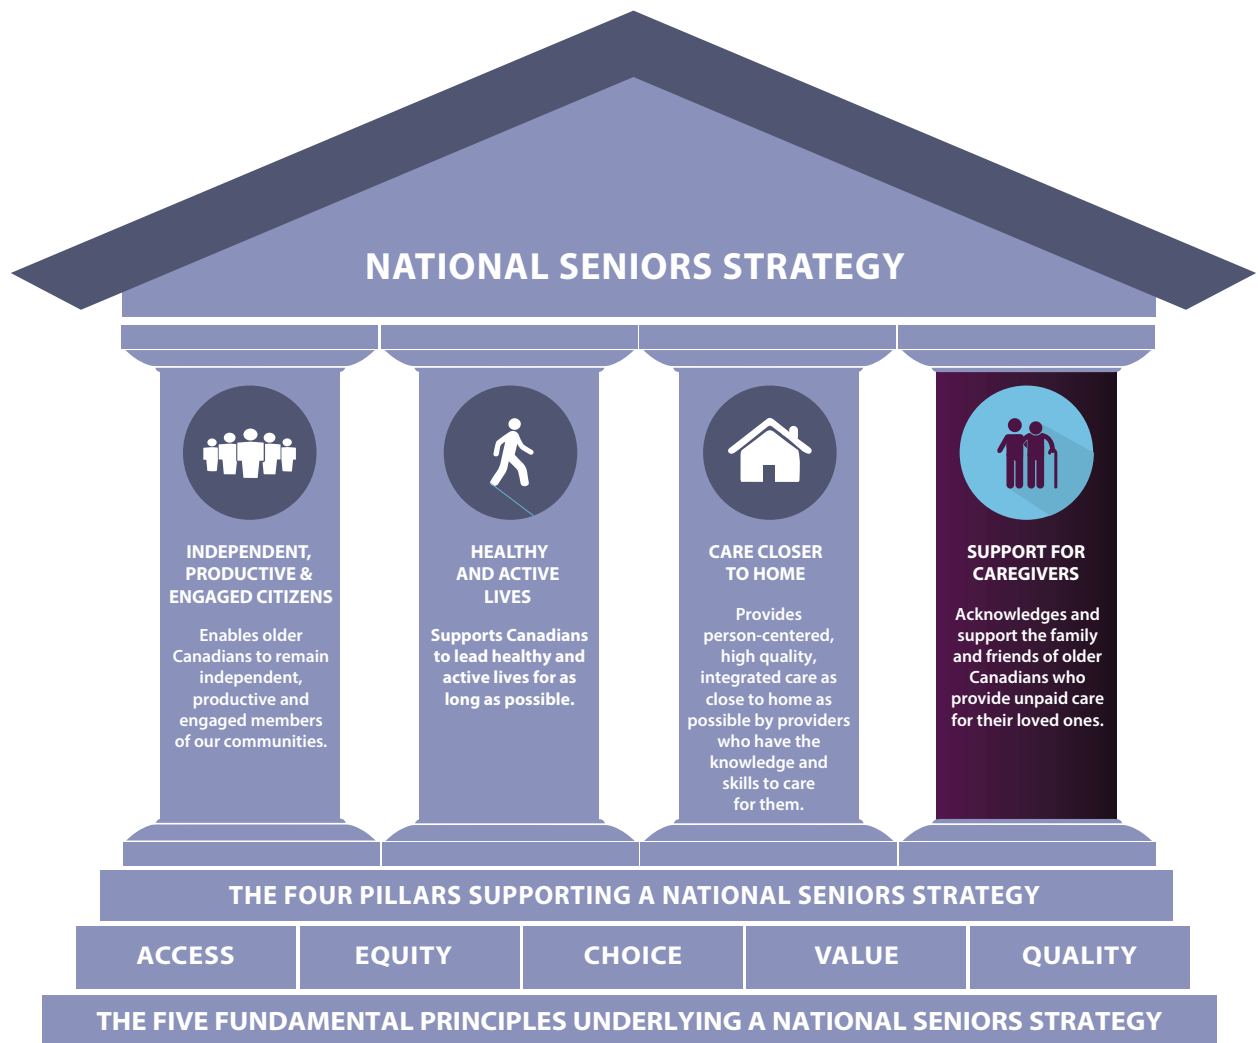 NATIONAL SENIORS STRATEGY
INDEPENDENT,
PRODUCTIVE &
ENGAGED CITIZENS
Enables older
Canadians to remain
independent,
productive and
engaged members
of our communities.
HEALTHY
AND ACTIVE
LIVES
Supports Canadians
to lead healthy and
active lives for as
long as possible.
CARE CLOSER
TO HOME
Provides
person-centered,
high quality,
integrated care as
close to home as
possible by providers
who have the
knowledge and
skills to care
for them.
SUPPORT FOR
CAREGIVERS
Acknowledges and
support the family
and friends of older
Canadians who
provide unpaid care
for their loved ones.
THE FOUR PILLARS SUPPORTING A NATIONAL SENIORS STRATEGY
ACCESS
EQUITY
CHOICE
VALUE
QUALITY
THE FIVE FUNDAMENTAL PRINCIPLES UNDERLYING A NATIONAL SENIORS STRATEGY